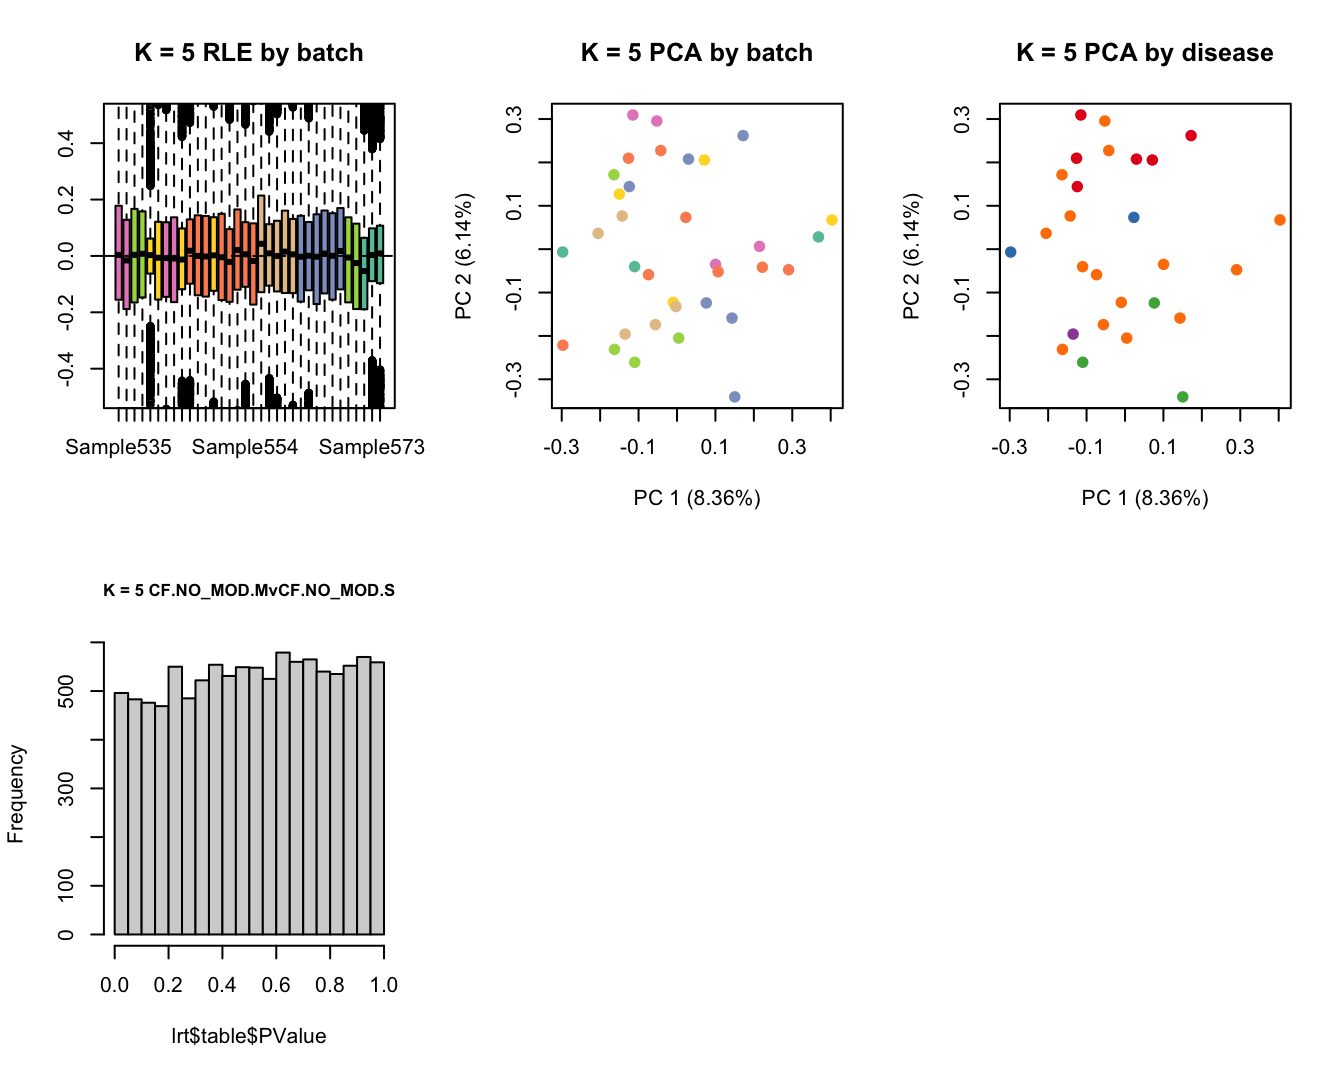 K = 5 RLE by batch
0.4
0.2
0.0
-0.2
-0.4
Sample535 Sample554 Sample573
K = 5 PCA by batch
PC 2 (6.14%)
0.3
0.1
-0.1
-0.3
-0.3 -0.1 0.1 0.3
PC 1 (8.36%)
K = 5 PCA by disease
PC 2 (6.14%)
0.3
0.1
-0.1
-0.3
-0.3 -0.1 0.1 0.3
PC 1 (8.36%)
K = 5 CF.NO_MOD.MvCF.NO_MOD.S
Frequency
500
300
100
0
0.0 0.2 0.4 0.6 0.8 1.0
lrt$table$PValue